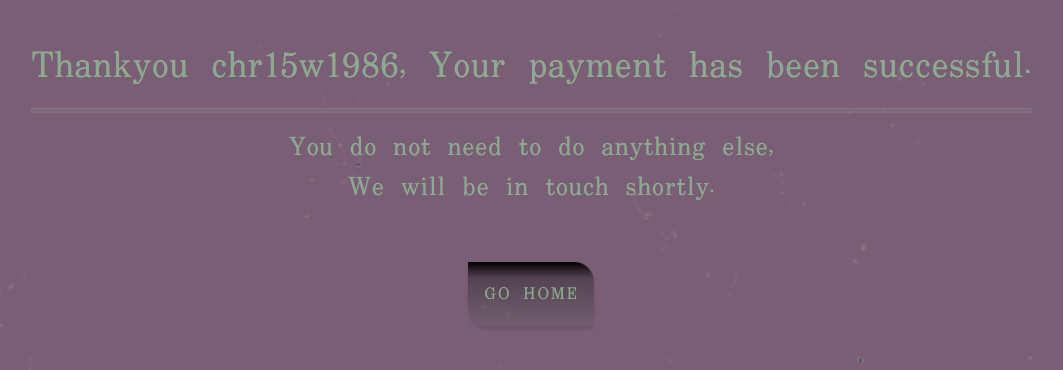 Thankyou chr15w1986, Your payment has been successful.
You do not need to do anything else,
We will be in touch shortly.
GO HOME